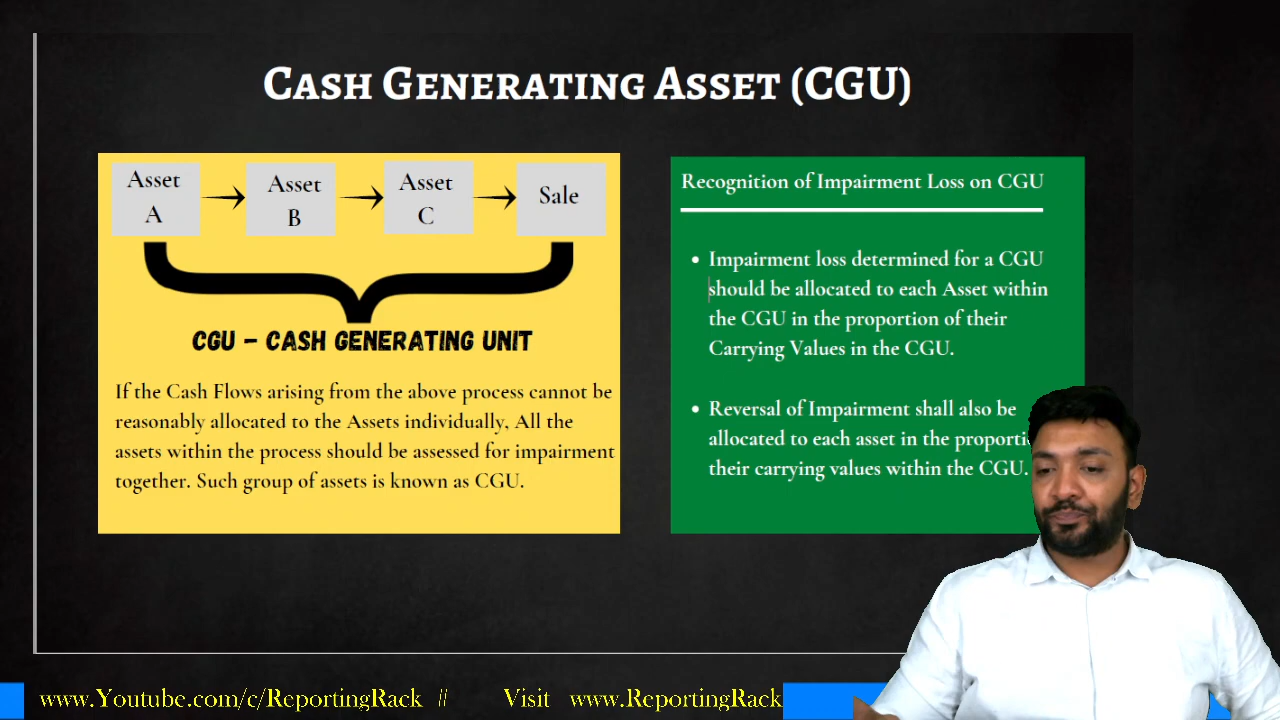 CASH GENERATING ASSET (CGU)
Asset
A
Asset
B
Asset
C
Sale
CGU - CASH GENERATING UNIT
If the Cash Flows arising from the above process cannot be
reasonably allocated to the Assets individually, All the
assets within the process should be assessed for impairment
together. Such group of assets is known as CGU.
Recognition of Impairment Loss on CGU
• Impairment loss determined for a CGU
should be allocated to each Asset within
the CGU in the proportion of their
Carrying Values in the CGU.
• Reversal of Impairment shall also be
allocated to each asset in the
their carrying values within the CGU.
www.Youtube.com/c/ReportingRack # Visit www.ReportingRack